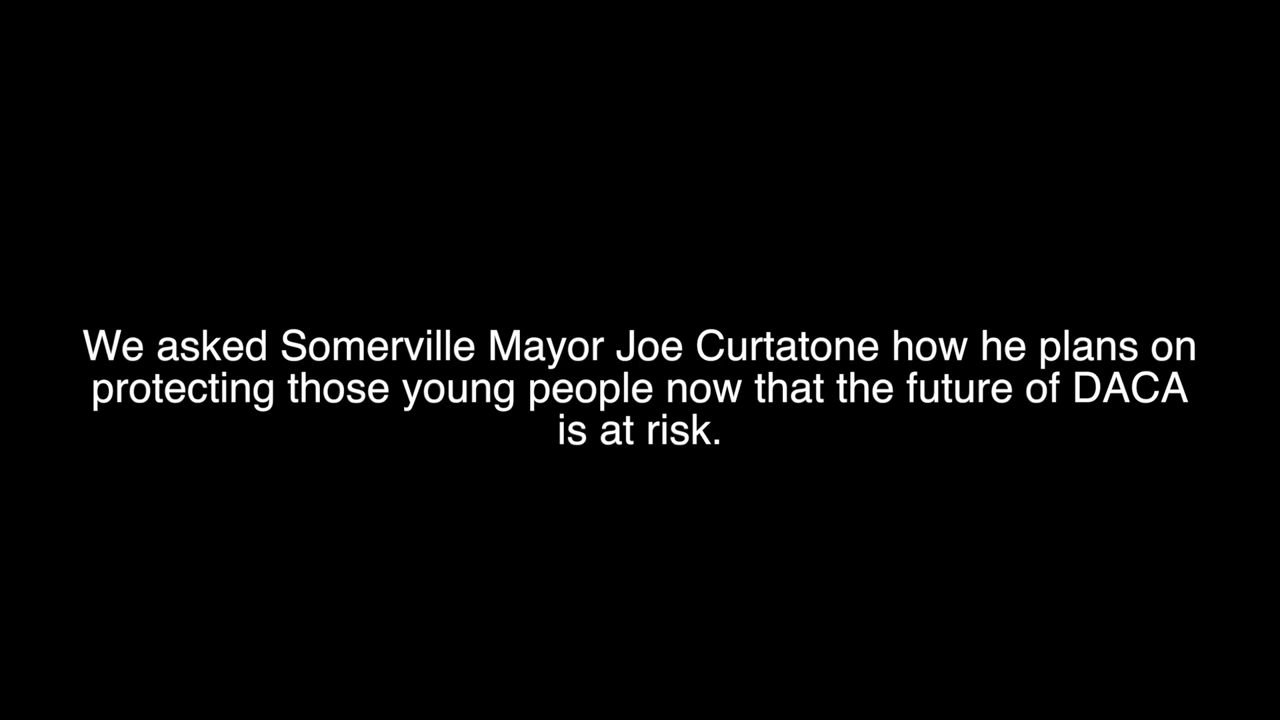 We asked Somerville Mayor Joe Curtatone how he plans on
protecting those young people now that the future of DACA
is at risk.